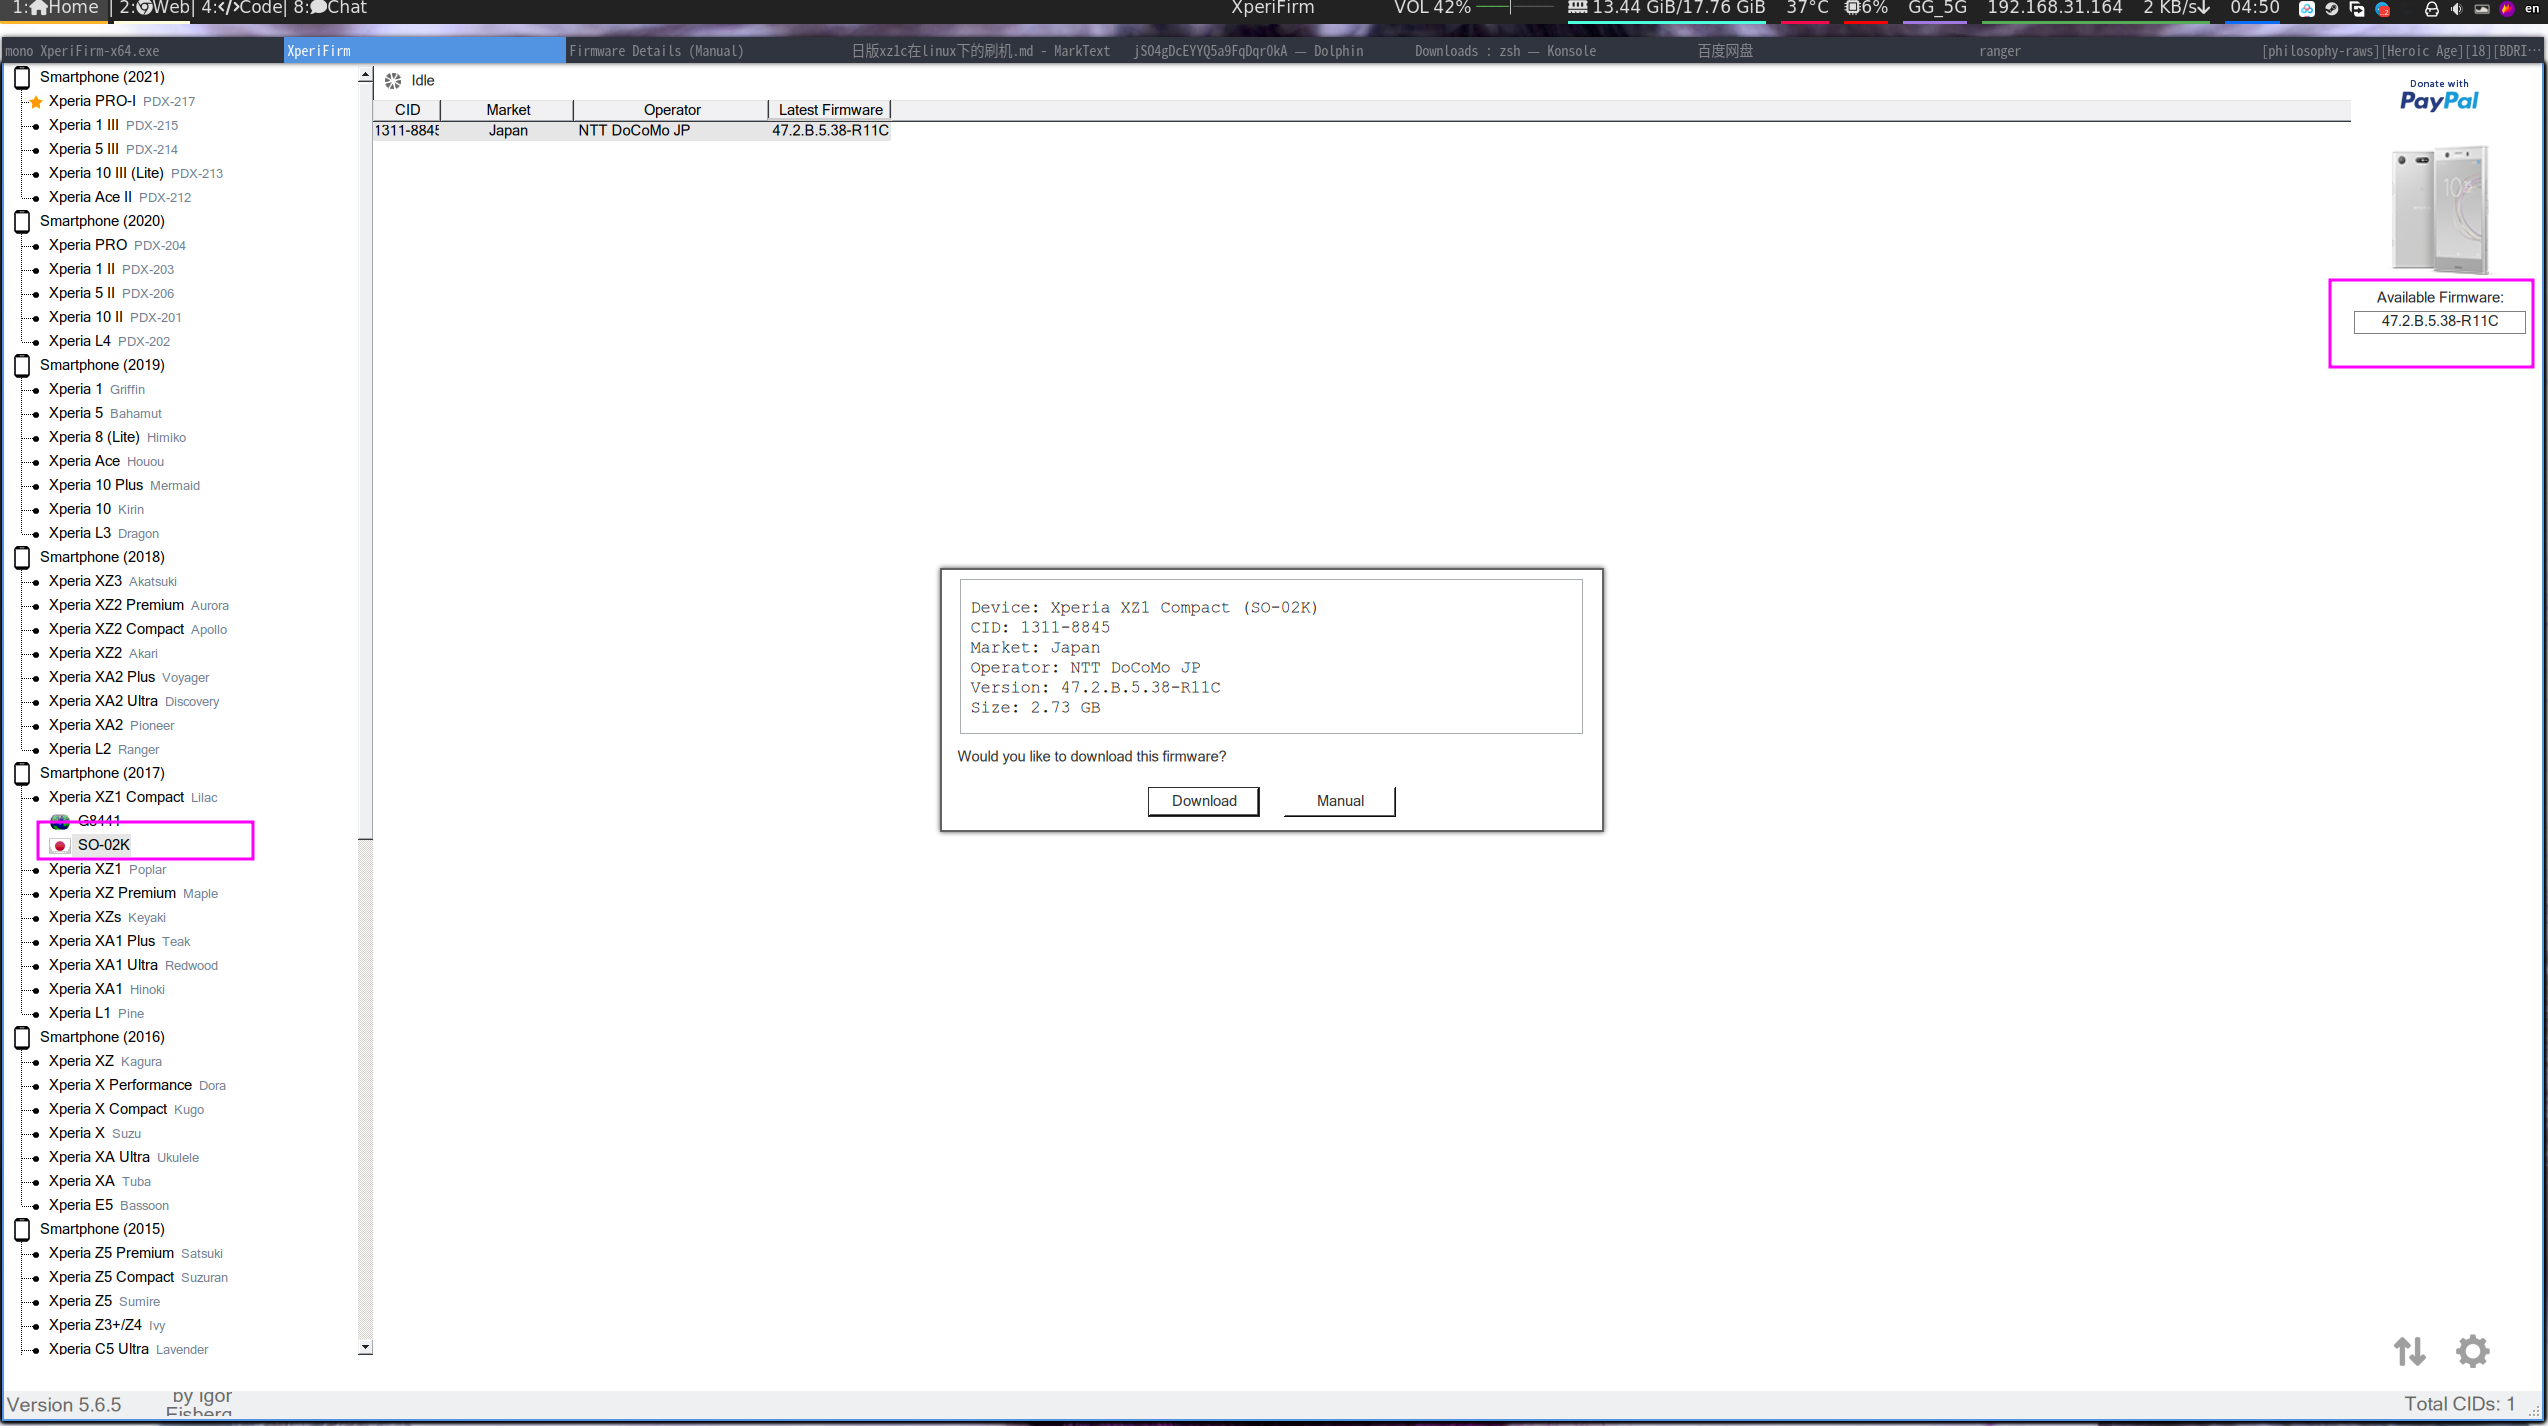 1:Home | 2:Web| 4:</>Code| 8:Chat
XperiFirm
VOL 42%
13.44 GiB/17.76 GiB
37°C
6%
GG_5G
192.168.31.164
2 KB/s
04:50
en
mono XperiFirm-x64.exe
XperiFirm
Firmware Details (Manual)
日版xz1c在linux下的刷机.md - MarkText
jSO4gDcEYYQ5a9FqDqrOkA — Dolphin
Downloads : zsh — Konsole
百度网盘
ranger
[philosophy-raws][Heroic Age][18][BDRI…
Smartphone (2021)
Xperia PRO-I PDX-217
Xperia 1 III PDX-215
Xperia 5 III PDX-214
Xperia 10 III (Lite) PDX-213
Xperia Ace II PDX-212
Smartphone (2020)
Xperia PRO PDX-204
Xperia 1 II PDX-203
Xperia 5 II PDX-206
Xperia 10 II PDX-201
Xperia L4 PDX-202
Smartphone (2019)
Xperia 1 Griffin
Xperia 5 Bahamut
Xperia 8 (Lite) Himiko
Xperia Ace Houou
Xperia 10 Plus Mermaid
Xperia 10 Kirin
Xperia L3 Dragon
Smartphone (2018)
Xperia XZ3 Akatsuki
Xperia XZ2 Premium Aurora
Xperia XZ2 Compact Apollo
Xperia XZ2 Akari
Xperia XA2 Plus Voyager
Xperia XA2 Ultra Discovery
Xperia XA2 Pioneer
Xperia L2 Ranger
Smartphone (2017)
Xperia XZ1 Compact Lilac
G8441
SO-02K
Xperia XZ1 Poplar
Xperia XZ Premium Maple
Xperia XZs Keyaki
Xperia XA1 Plus Teak
Xperia XA1 Ultra Redwood
Xperia XA1 Hinoki
Xperia L1 Pine
Smartphone (2016)
Xperia XZ Kagura
Xperia X Performance Dora
Xperia X Compact Kugo
Xperia X Suzu
Xperia XA Ultra Ukulele
Xperia XA Tuba
Xperia E5 Bassoon
Smartphone (2015)
Xperia Z5 Premium Satsuki
Xperia Z5 Compact Suzuran
Xperia Z5 Sumire
Xperia Z3+/Z4 Ivy
Xperia C5 Ultra Lavender
Idle
CID Market Operator Latest Firmware
1311-8845 Japan NTT DoCoMo JP 47.2.B.5.38-R11C
Device: Xperia XZ1 Compact (SO-02K)
CID: 1311-8845
Market: Japan
Operator: NTT DoCoMo JP
Version: 47.2.B.5.38-R11C
Size: 2.73 GB
Would you like to download this firmware?
Download
Manual
Donate with
PayPal
Available Firmware:
47.2.B.5.38-R11C
Version 5.6.5
by Igor
Eisberg
Total CIDs: 1